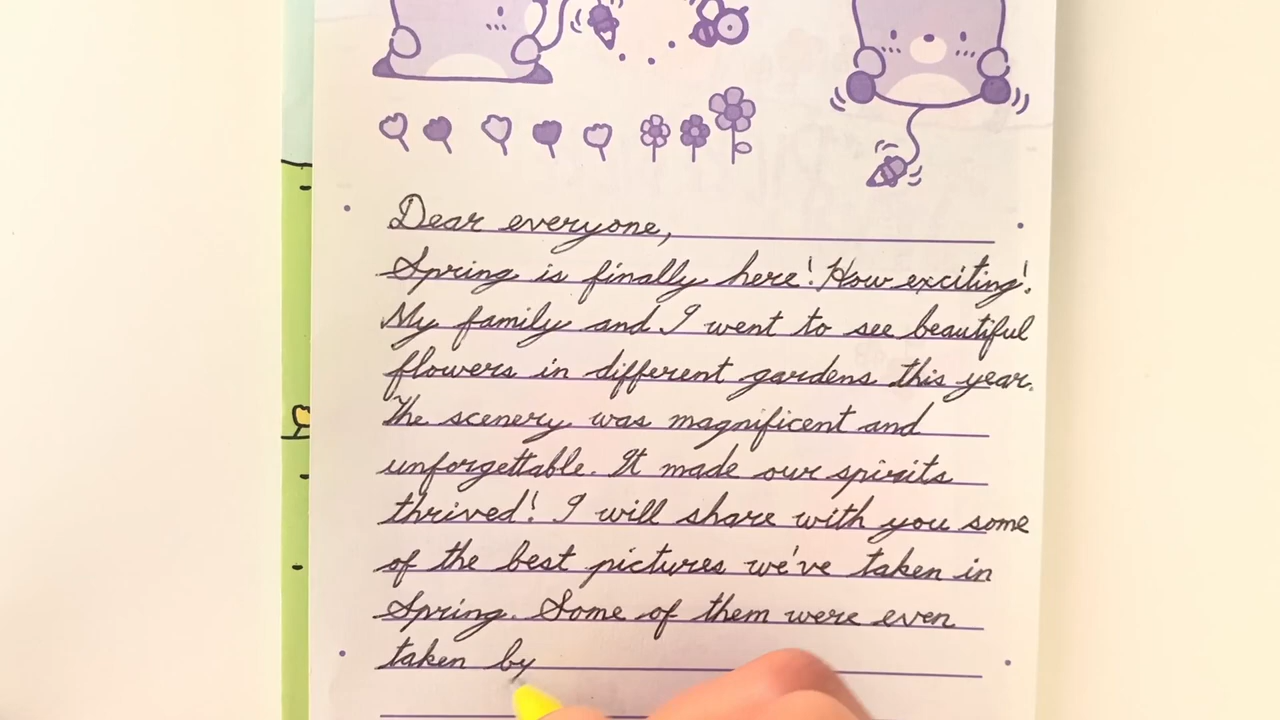 Dear everyone,
Spring is finally here! How exciting!
My family and I went to see beautiful
flowers in different gardens this year.
The scenery was magnificent and
unforgettable. It made our spirits
thrived! I will share with you some
of the best pictures we've taken in
Spring. Some of them were even
taken by